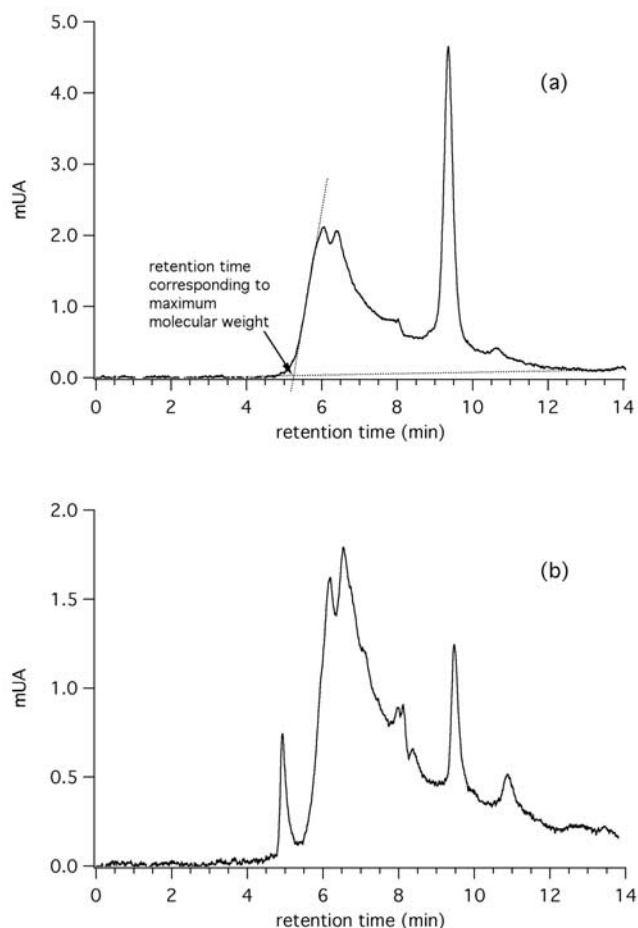 5.0
(a)
4.0
3.0
mUA
2.0
retention time
corresponding to
maximum
molecular weight
1.0
0.0
0 2 4 6 8 10 12 14
retention time (min)
2.0
(b)
1.5
mUA
1.0
0.5
0.0
0 2 4 6 8 10 12 14
retention time (min)